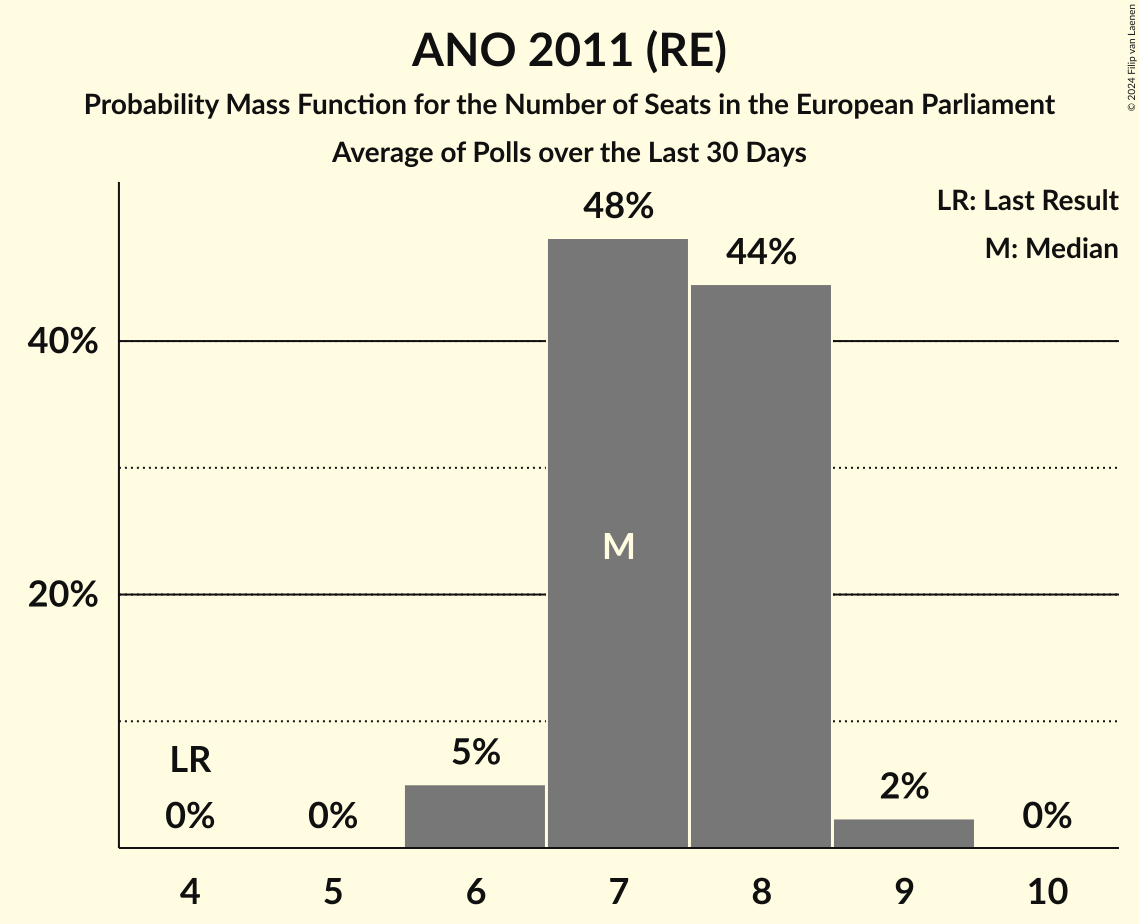 ANO 2011 (RE)
Probability Mass Function for the Number of Seats in the European Parliament
Average of Polls over the Last 30 Days
© 2024 Filip van Laenen
LR: Last Result
M: Median
48%
44%
40%
M
20%
LR
5%
2%
0%
0%
0%
4 5 6 7 8 9 10